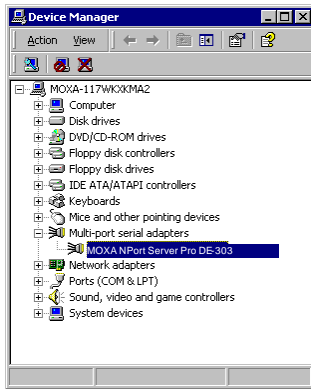 Device Manager
Action View
MOXA-117WKXKMA2
Computer
Disk drives
DVD/CD-ROM drives
Floppy disk controllers
Floppy disk drives
IDE ATA/ATAPI controllers
Keyboards
Mice and other pointing devices
Multi-port serial adapters
MOXA NPort Server Pro DE-303
Network adapters
Ports (COM & LPT)
Sound, video and game controllers
System devices